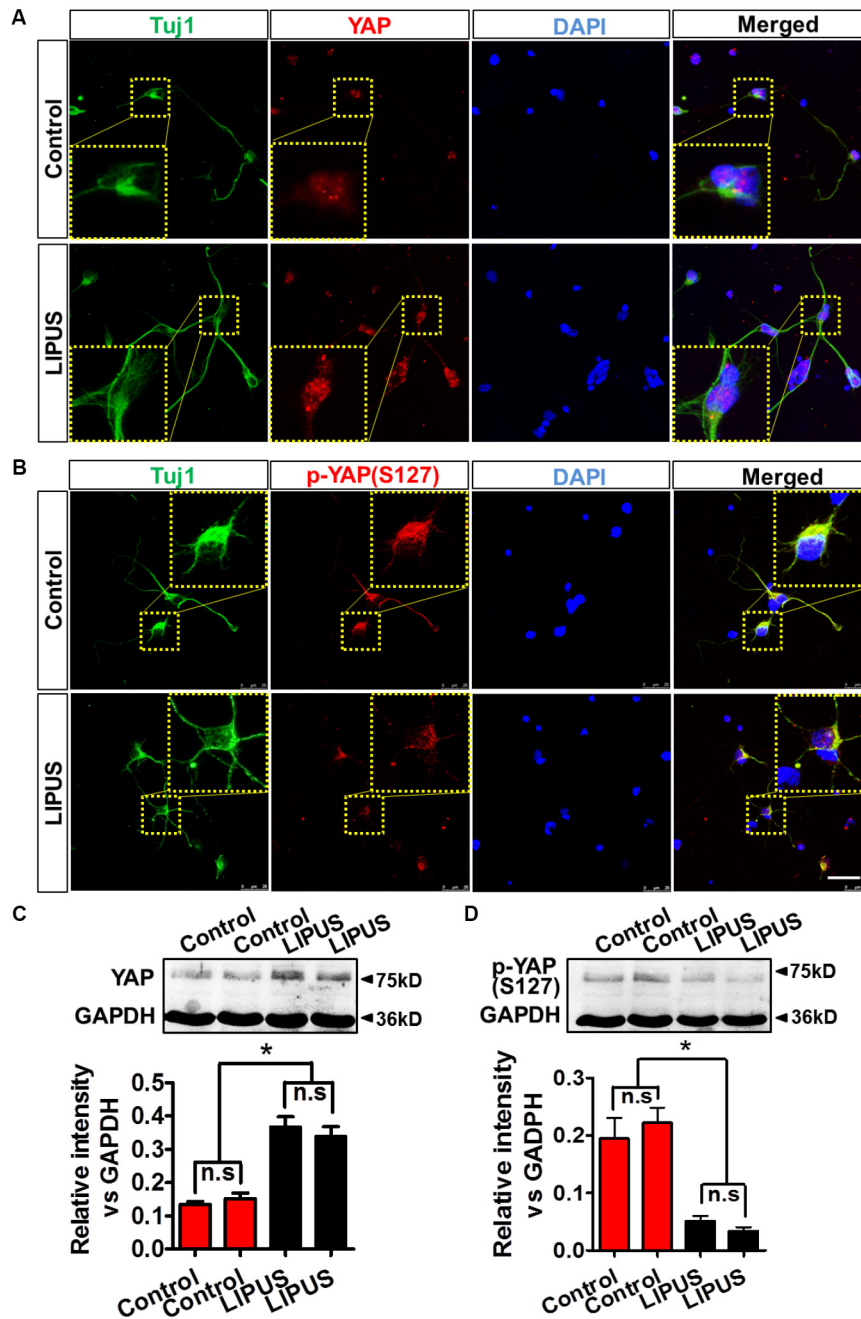 A
Tuj1 YAP DAPI Merged
Control
LIPUS
B
Tuj1 p-YAP(S127) DAPI Merged
Control
LIPUS
C
Control Control LIPUS LIPUS
YAP ◄75kD
GAPDH ◄36kD
*
n.s
n.s
Relative intensity
vs GAPDH
0.5
0.4
0.3
0.2
0.1
0.0
Control Control LIPUS LIPUS
D
Control Control LIPUS LIPUS
p-YAP
(S127)
◄75kD
GAPDH ◄36kD
*
n.s
n.s
Relative intensity
vs GADPH
0.3
0.2
0.1
0.0
Control Control LIPUS LIPUS